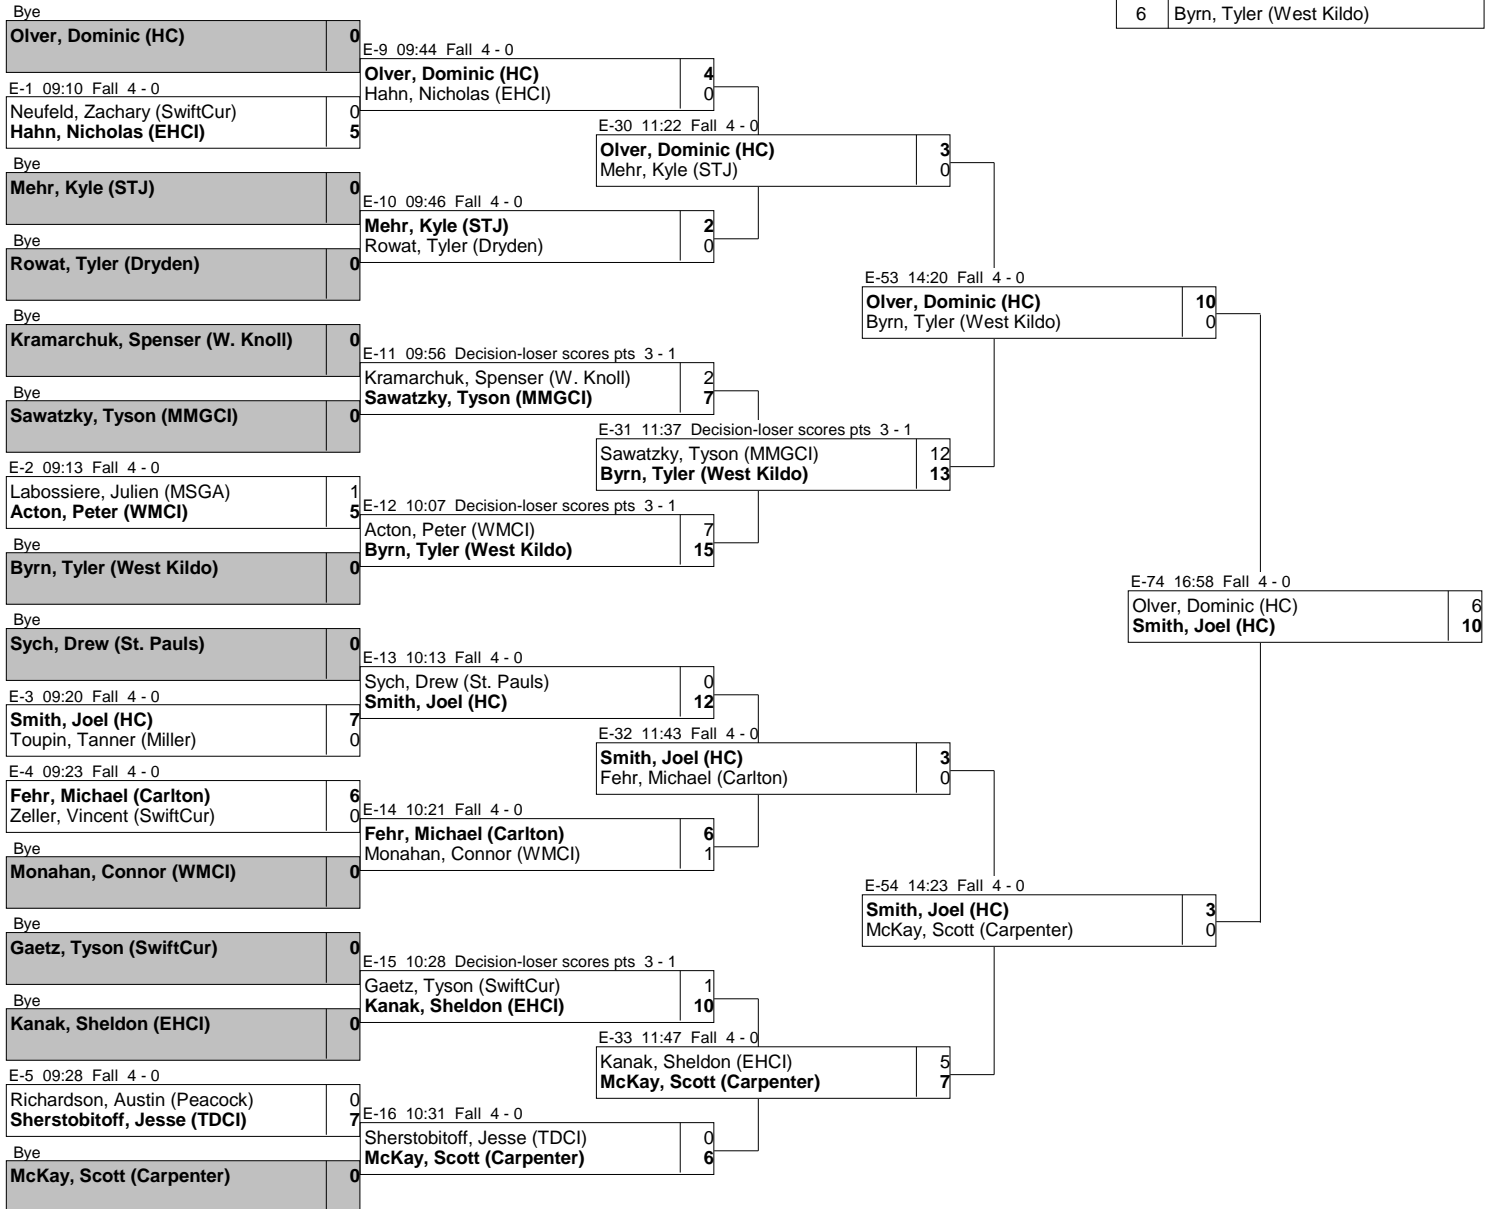 6 Byrn, Tyler (West Kildo)
Bye
Olver, Dominic (HC) 0
E-1 09:10 Fall 4 - 0
Neufeld, Zachary (SwiftCur) 0
Hahn, Nicholas (EHCI) 5
Bye
Mehr, Kyle (STJ) 0
Bye
Rowat, Tyler (Dryden) 0
Bye
Kramarchuk, Spenser (W. Knoll) 0
Bye
Sawatzky, Tyson (MMGCI) 0
E-2 09:13 Fall 4 - 0
Labossiere, Julien (MSGA) 1
Acton, Peter (WMCI) 5
Bye
Byrn, Tyler (West Kildo) 0
Bye
Sych, Drew (St. Pauls) 0
E-3 09:20 Fall 4 - 0
Smith, Joel (HC) 7
Toupin, Tanner (Miller) 0
E-4 09:23 Fall 4 - 0
Fehr, Michael (Carlton) 6
Zeller, Vincent (SwiftCur) 0
Bye
Monahan, Connor (WMCI) 0
Bye
Gaetz, Tyson (SwiftCur) 0
Bye
Kanak, Sheldon (EHCI) 0
E-5 09:28 Fall 4 - 0
Richardson, Austin (Peacock) 0
Sherstobitoff, Jesse (TDCI) 7
Bye
McKay, Scott (Carpenter) 0
E-9 09:44 Fall 4 - 0
Olver, Dominic (HC) 4
Hahn, Nicholas (EHCI) 0
E-10 09:46 Fall 4 - 0
Mehr, Kyle (STJ) 2
Rowat, Tyler (Dryden) 0
E-11 09:56 Decision-loser scores pts 3 - 1
Kramarchuk, Spenser (W. Knoll) 2
Sawatzky, Tyson (MMGCI) 7
E-12 10:07 Decision-loser scores pts 3 - 1
Acton, Peter (WMCI) 7
Byrn, Tyler (West Kildo) 15
E-13 10:13 Fall 4 - 0
Sych, Drew (St. Pauls) 0
Smith, Joel (HC) 12
E-14 10:21 Fall 4 - 0
Fehr, Michael (Carlton) 6
Monahan, Connor (WMCI) 1
E-15 10:28 Decision-loser scores pts 3 - 1
Gaetz, Tyson (SwiftCur) 1
Kanak, Sheldon (EHCI) 10
E-16 10:31 Fall 4 - 0
Sherstobitoff, Jesse (TDCI) 0
McKay, Scott (Carpenter) 6
E-30 11:22 Fall 4 - 0
Olver, Dominic (HC) 3
Mehr, Kyle (STJ) 0
E-31 11:37 Decision-loser scores pts 3 - 1
Sawatzky, Tyson (MMGCI) 12
Byrn, Tyler (West Kildo) 13
E-32 11:43 Fall 4 - 0
Smith, Joel (HC) 3
Fehr, Michael (Carlton) 0
E-33 11:47 Fall 4 - 0
Kanak, Sheldon (EHCI) 5
McKay, Scott (Carpenter) 7
E-53 14:20 Fall 4 - 0
Olver, Dominic (HC) 10
Byrn, Tyler (West Kildo) 0
E-54 14:23 Fall 4 - 0
Smith, Joel (HC) 3
McKay, Scott (Carpenter) 0
E-74 16:58 Fall 4 - 0
Olver, Dominic (HC) 6
Smith, Joel (HC) 10